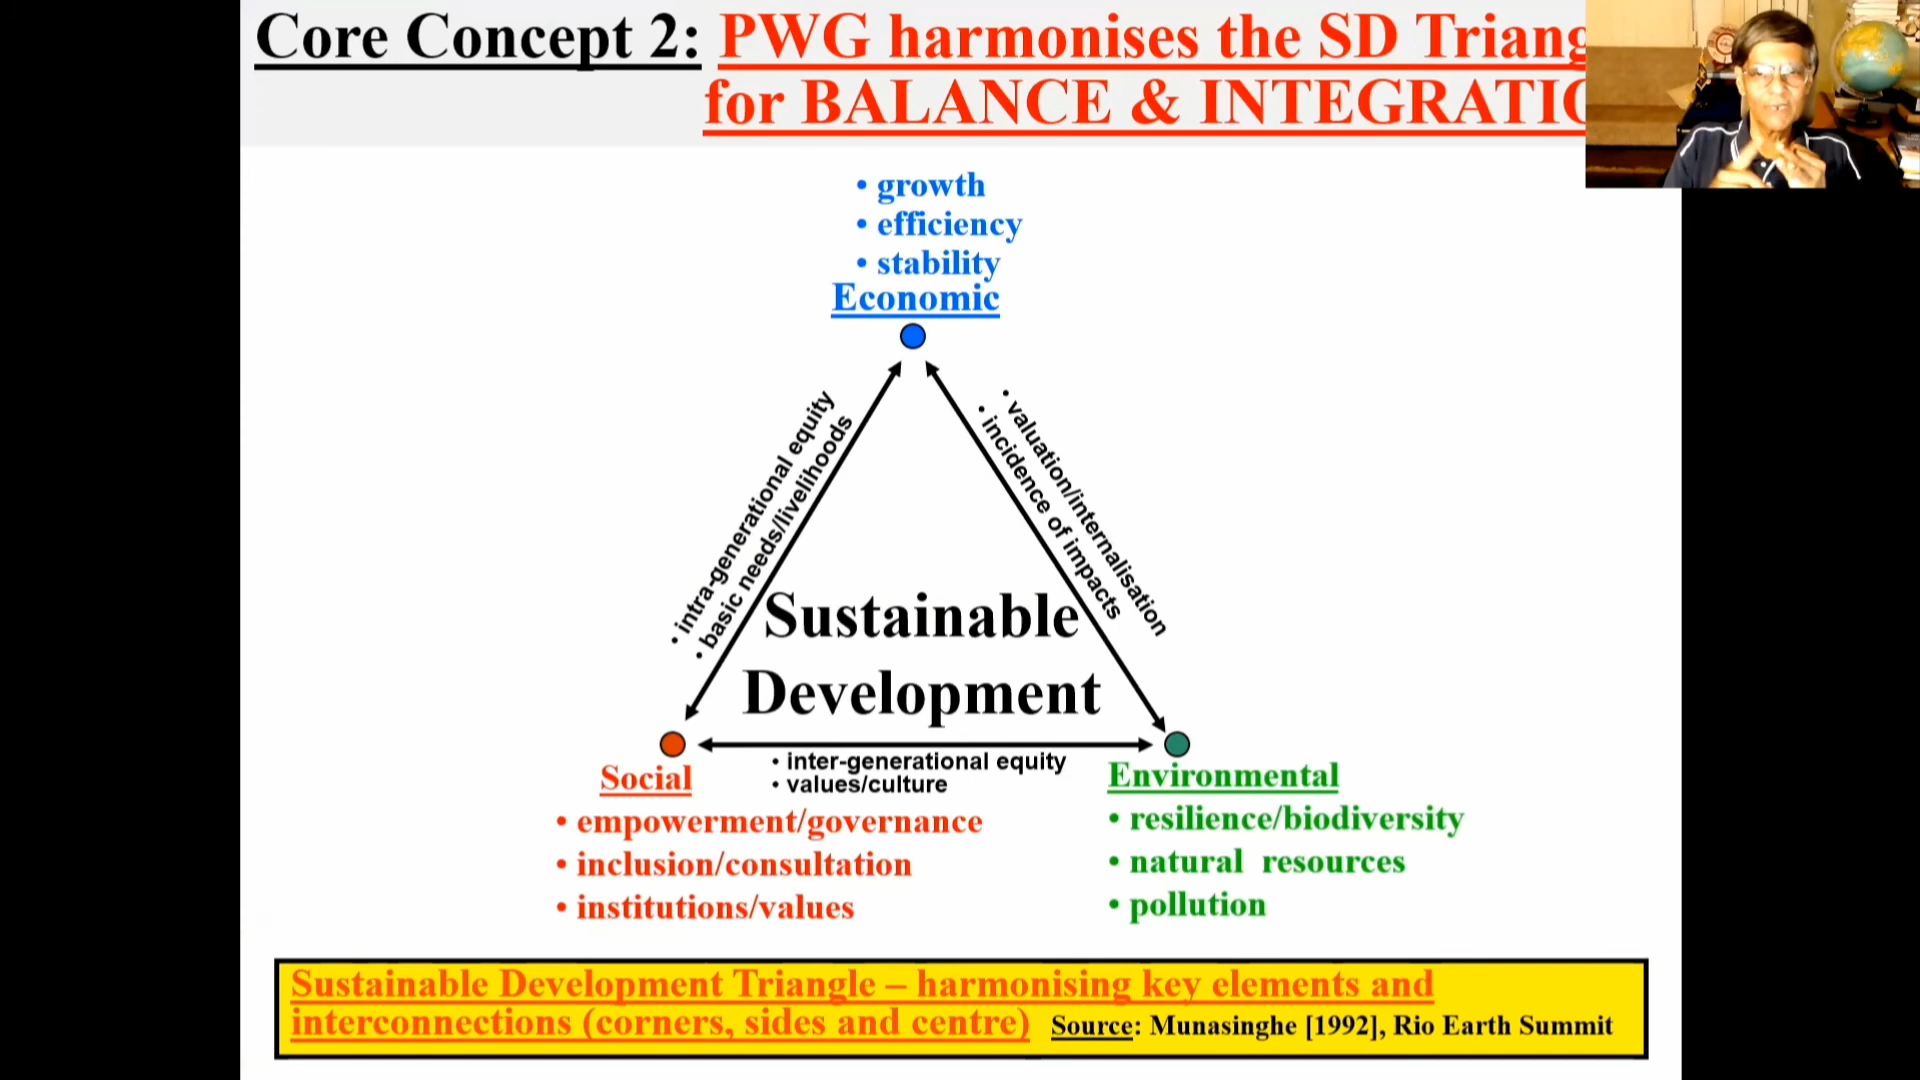 Core Concept 2: PWG harmonises the SD Triang
for BALANCE & INTEGRATIO
• growth
• efficiency
• stability
Economic
• intra-generational equity
• basic needs/livelihoods
• valuation/internalisation
• incidence of impacts
Sustainable
Development
• inter-generational equity
• values/culture
Social
• empowerment/governance
• inclusion/consultation
• institutions/values
Environmental
• resilience/biodiversity
• natural resources
• pollution
Sustainable Development Triangle – harmonising key elements and
interconnections (corners, sides and centre) Source: Munasinghe [1992], Rio Earth Summit